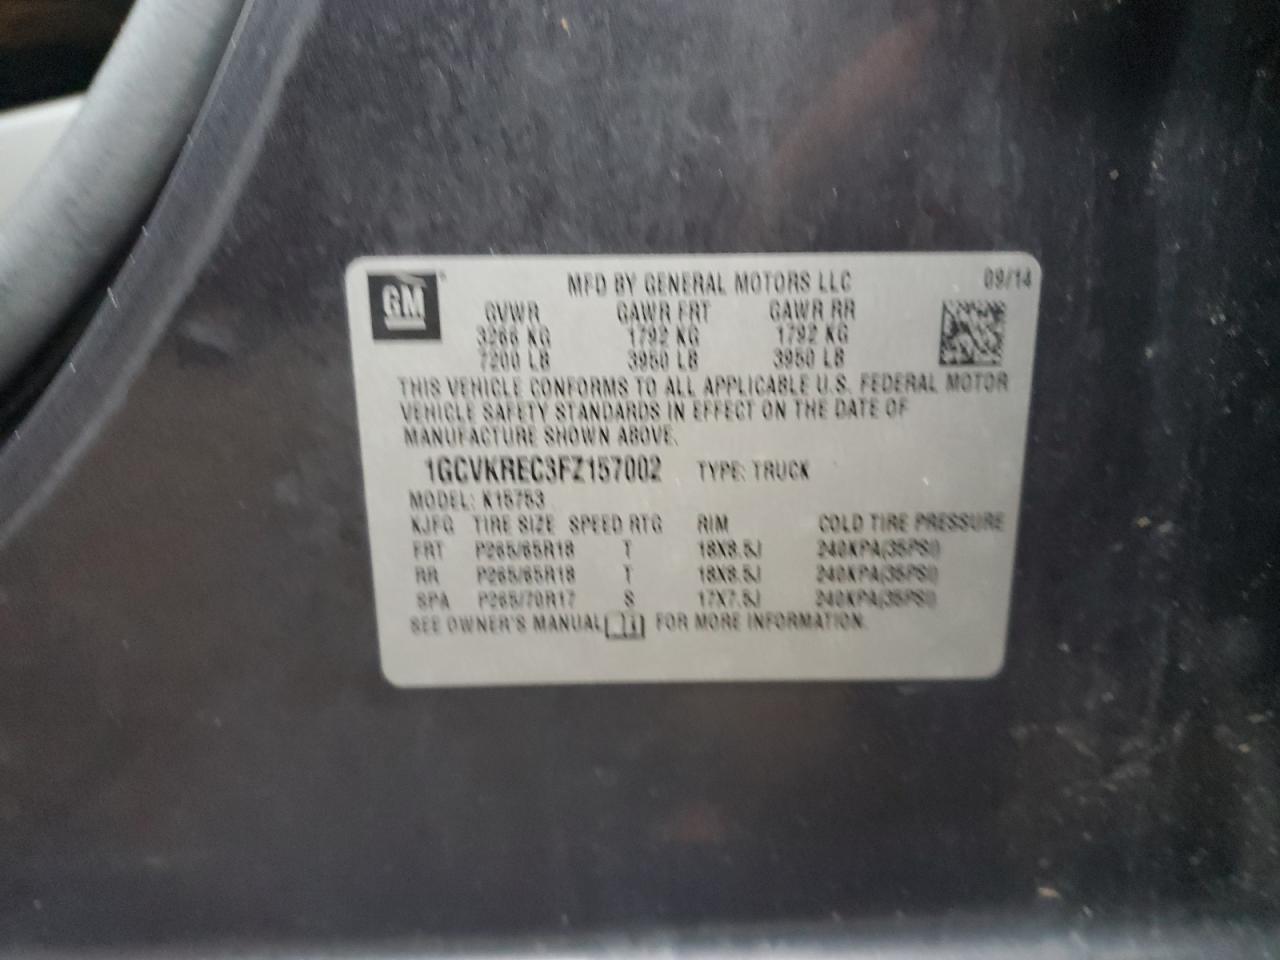 GM
MFD BY GENERAL MOTORS LLC 09/14
GVWR GAWR FRT GAWR RR
3266 KG 1792 KG 1792 KG
7200 LB 3950 LB 3950 LB
THIS VEHICLE CONFORMS TO ALL APPLICABLE U.S. FEDERAL MOTOR
VEHICLE SAFETY STANDARDS IN EFFECT ON THE DATE OF
MANUFACTURE SHOWN ABOVE.
1GCVKREC3FZ157002 TYPE: TRUCK
MODEL: K15753
KJFG TIRE SIZE SPEED RTG RIM COLD TIRE PRESSURE
FRT P265/65R18 T 18X8.5J 240KPA(35PSI)
RR P265/65R18 T 18X8.5J 240KPA(35PSI)
SPA P265/70R17 S 17X7.5J 240KPA(35PSI)
SEE OWNER'S MANUAL FOR MORE INFORMATION.